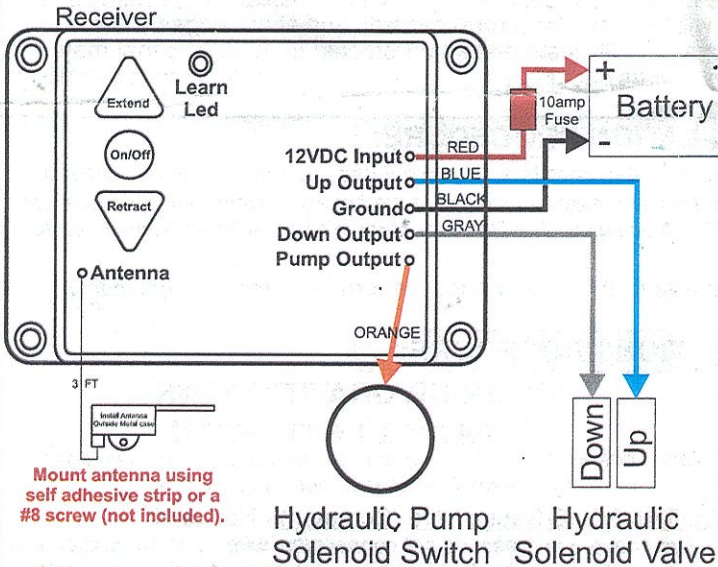 Receiver
Extend
Learn
Led
On/Off
Retract
Antenna
12VDC Input
Up Output
Ground
Down Output
Pump Output
RED
BLUE
BLACK
GRAY
ORANGE
10amp
Fuse
+
Battery
-
3 FT
Install Antenna
Outside Metal case
Mount antenna using
self adhesive strip or a
#8 screw (not included).
Down
Up
Hydraulic Pump
Solenoid Switch
Hydraulic
Solenoid Valve